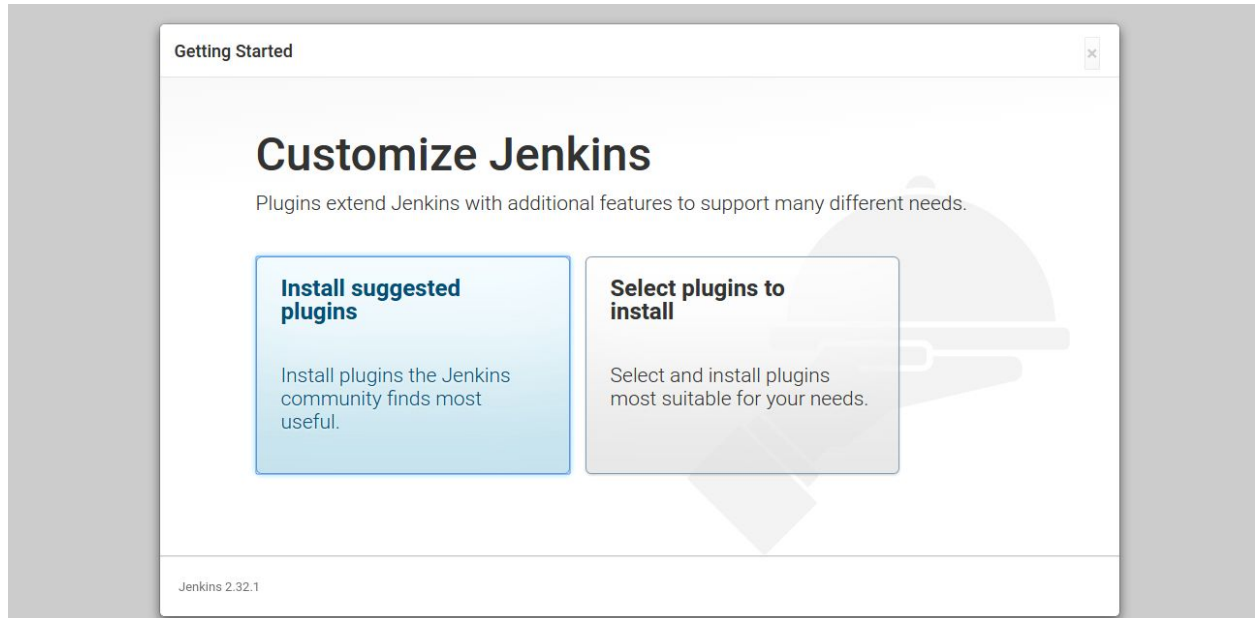 Getting Started
×
Customize Jenkins
Plugins extend Jenkins with additional features to support many different needs.
Install suggested
plugins
Install plugins the Jenkins
community finds most
useful.
Select plugins to
install
Select and install plugins
most suitable for your needs.
Jenkins 2.32.1